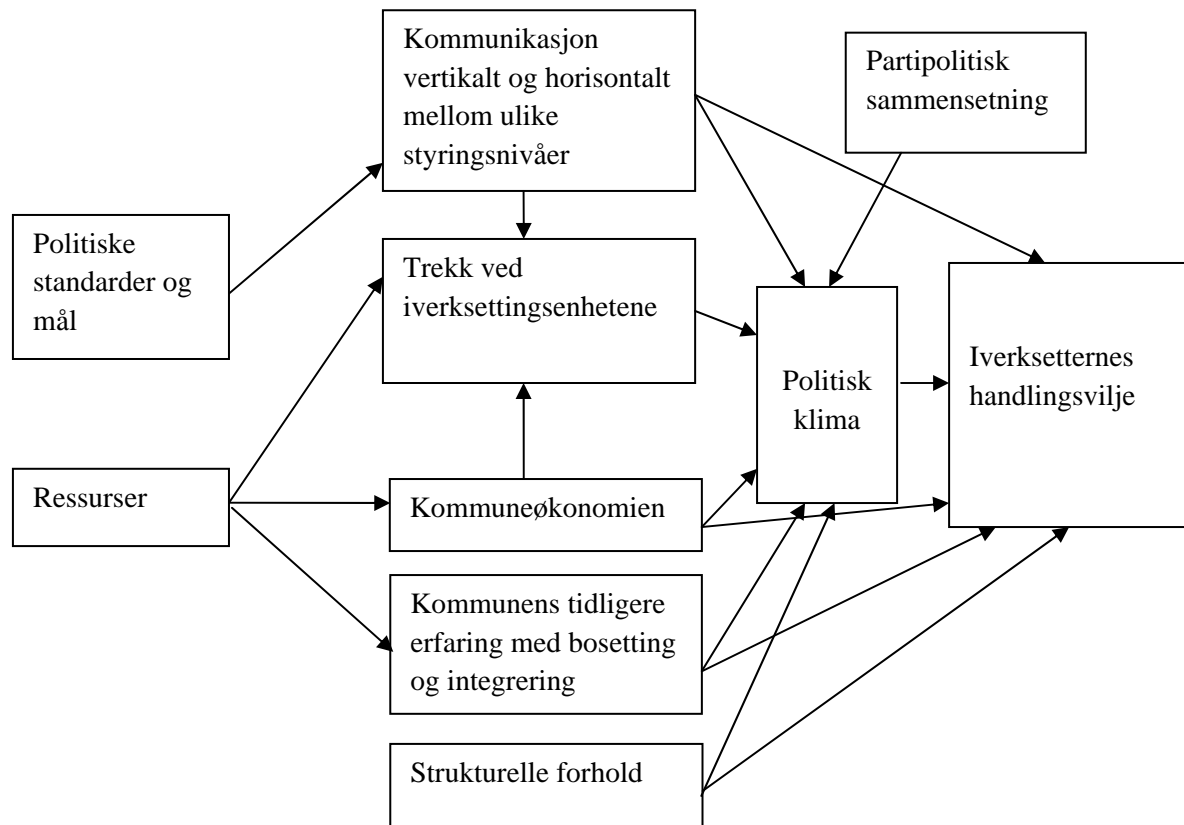 Kommunikasjon
vertikalt og horisontalt
mellom ulike
styringsnivåer
Partipolitisk
sammensetning
Politiske
standarder og
mål
Trekk ved
iverksettingsenhetene
Politisk
klima
Iverksetternes
handlingsvilje
Ressurser
Kommuneøkonomien
Kommunens tidligere
erfaring med bosetting
og integrering
Strukturelle forhold